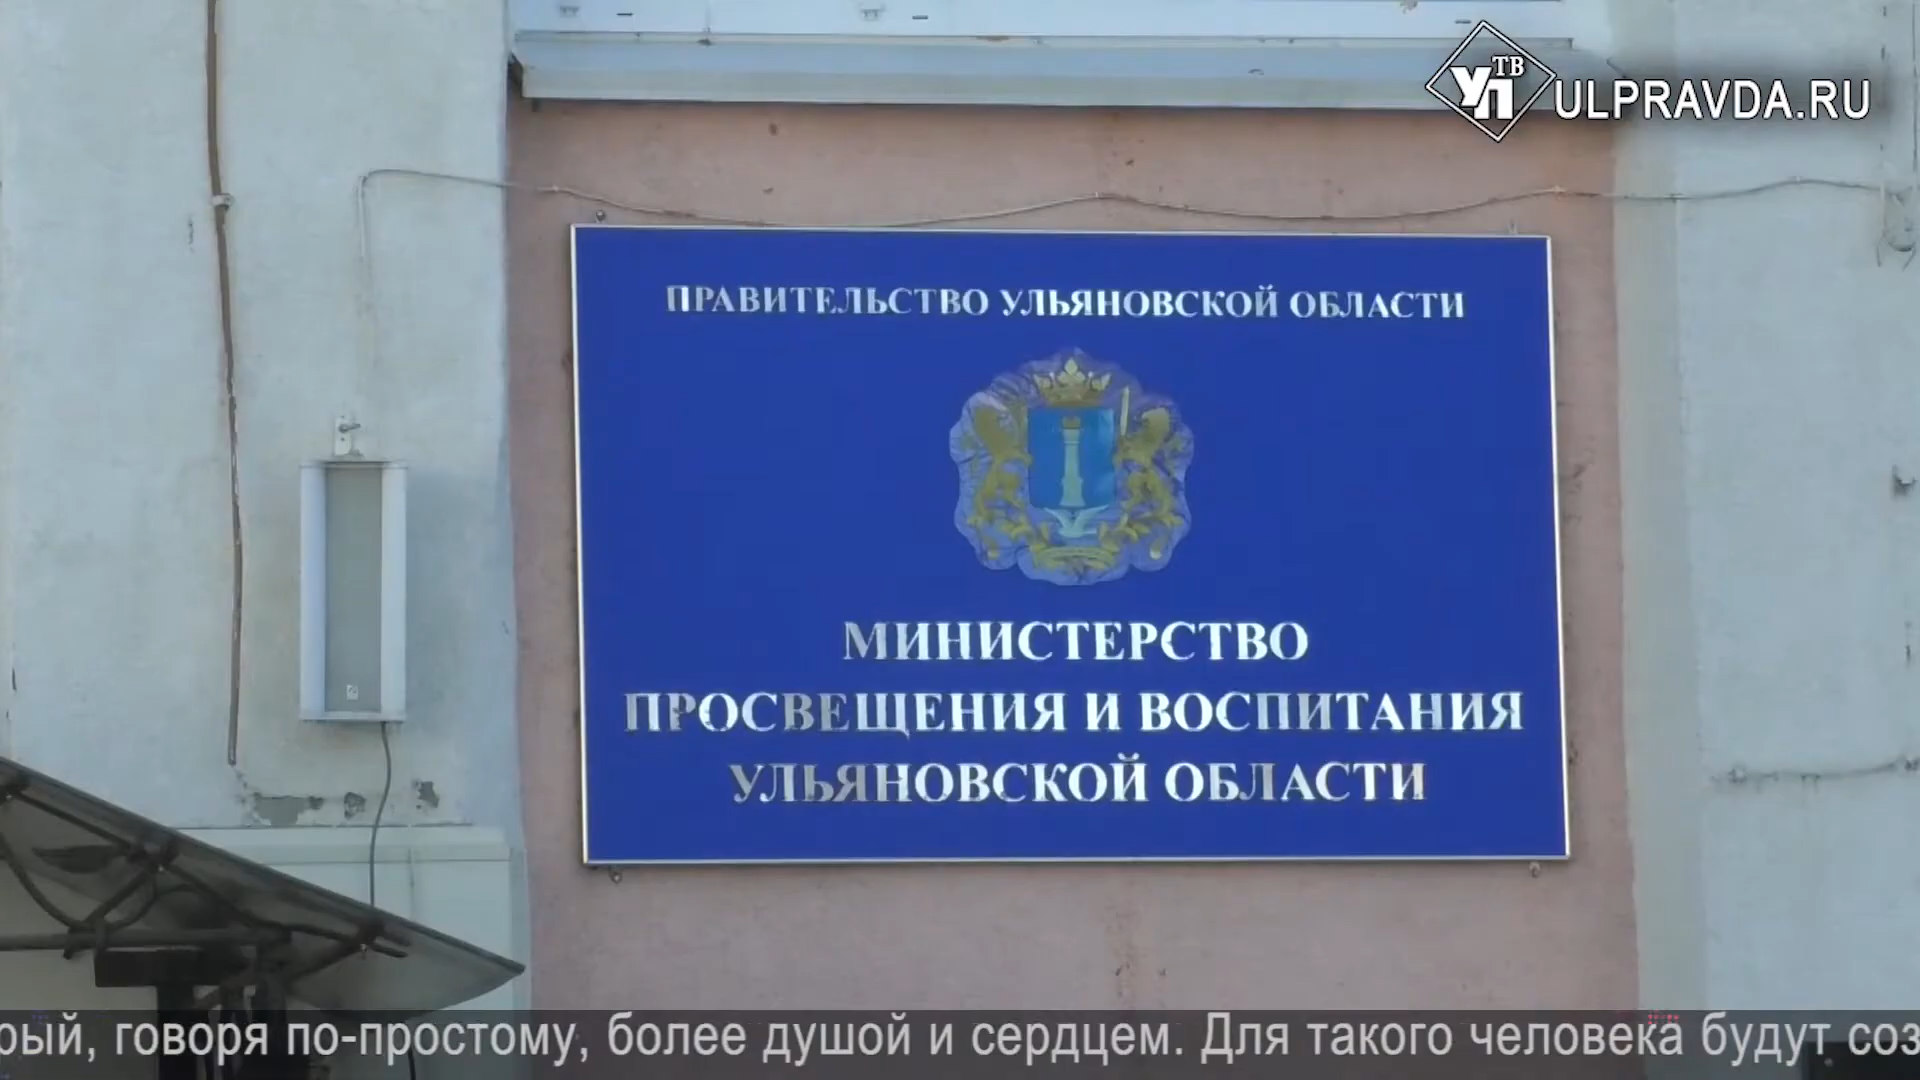 УП ТВ ULPRAVDA.RU
ПРАВИТЕЛЬСТВО УЛЬЯНОВСКОЙ ОБЛАСТИ
МИНИСТЕРСТВО
ПРОСВЕЩЕНИЯ И ВОСПИТАНИЯ
УЛЬЯНОВСКОЙ ОБЛАСТИ
рый, говоря по-простому, более душой и сердцем. Для такого человека будут соз